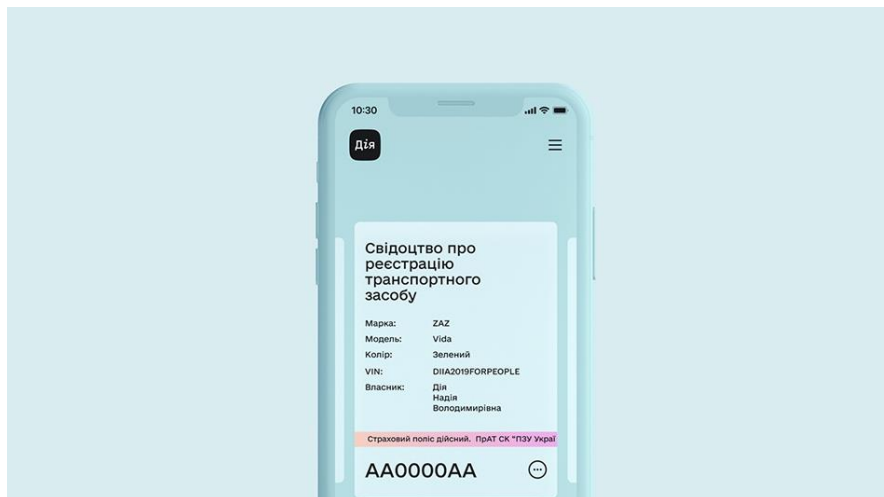 10:30
Дія
Свідоцтво про
реєстрацію
транспортного
засобу
Марка: ZAZ
Модель: Vida
Колір: Зелений
VIN: DIIA2019FORPEOPLE
Власник: Дія
Надія
Володимирівна
Страховий поліс дійсний. ПрАТ СК "ПЗУ Украї
АА0000АА